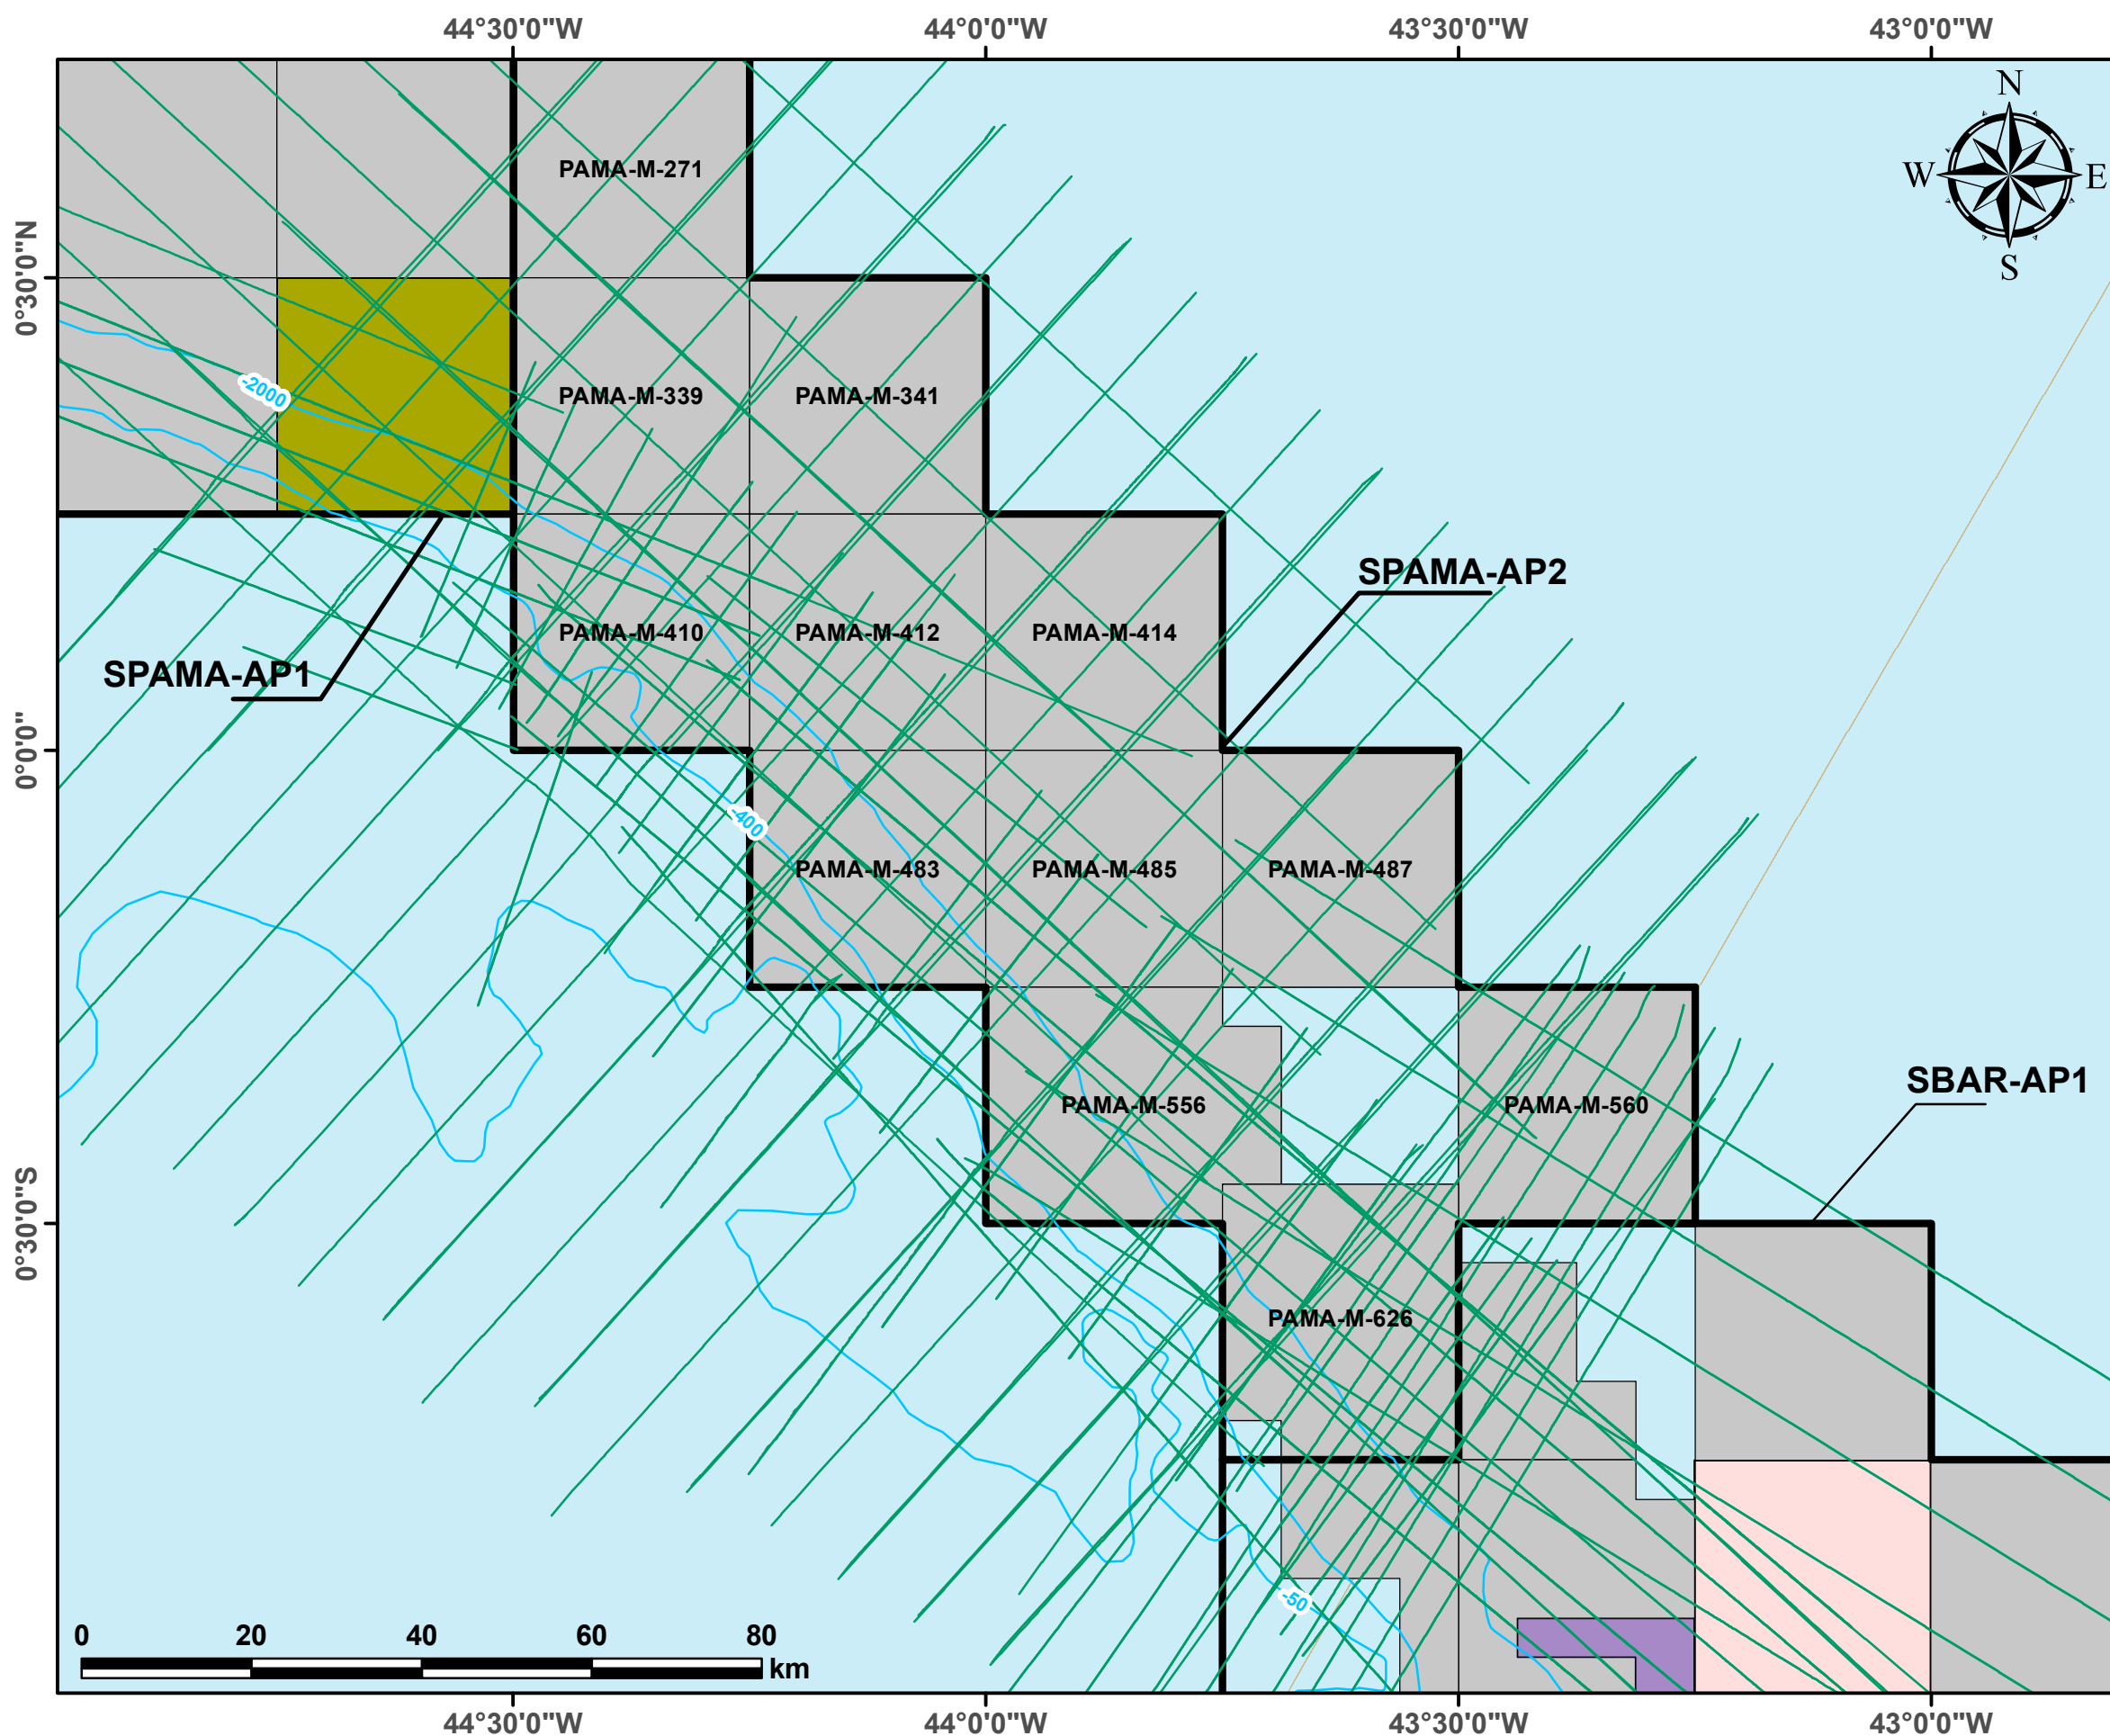 44°30'0"W
44°0'0"W
43°30'0"W
43°0'0"W
N
W
E
S
PAMA-M-271
0°30'0"N
-2000
PAMA-M-339
PAMA-M-341
SPAMA-AP2
PAMA-M-410
PAMA-M-412
PAMA-M-414
SPAMA-AP1
0°0'0"
-400
PAMA-M-483
PAMA-M-485
PAMA-M-487
SBAR-AP1
PAMA-M-556
PAMA-M-560
0°30'0"S
PAMA-M-626
-50
0 20 40 60 80
km
44°30'0"W
44°0'0"W
43°30'0"W
43°0'0"W